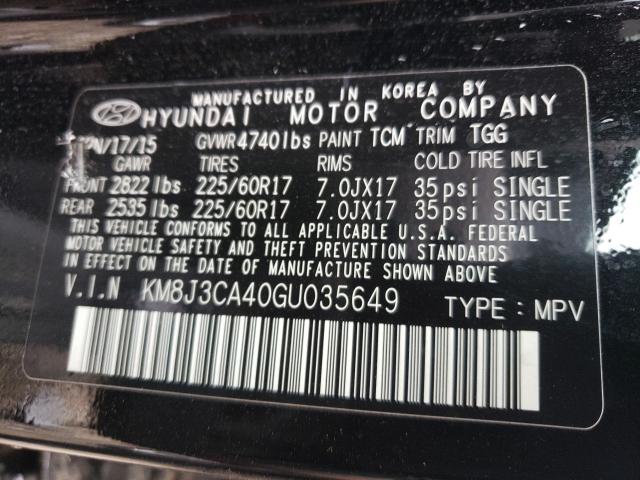 MANUFACTURED IN KOREA BY
HYUNDAI MOTOR COMPANY
/17/15 GVWR 4740lbs PAINT TCM TRIM TGG
GAWR TIRES RIMS COLD TIRE INFL
FRONT 2822lbs 225/60R17 7.0JX17 35psi SINGLE
REAR 2535lbs 225/60R17 7.0JX17 35psi SINGLE
THIS VEHICLE CONFORMS TO ALL APPLICABLE U.S.A. FEDERAL
MOTOR VEHICLE SAFETY AND THEFT PREVENTION STANDARDS
IN EFFECT ON THE DATE OF MANUFACTURE SHOWN ABOVE
V.I.N KM8J3CA40GU035649 TYPE: MPV